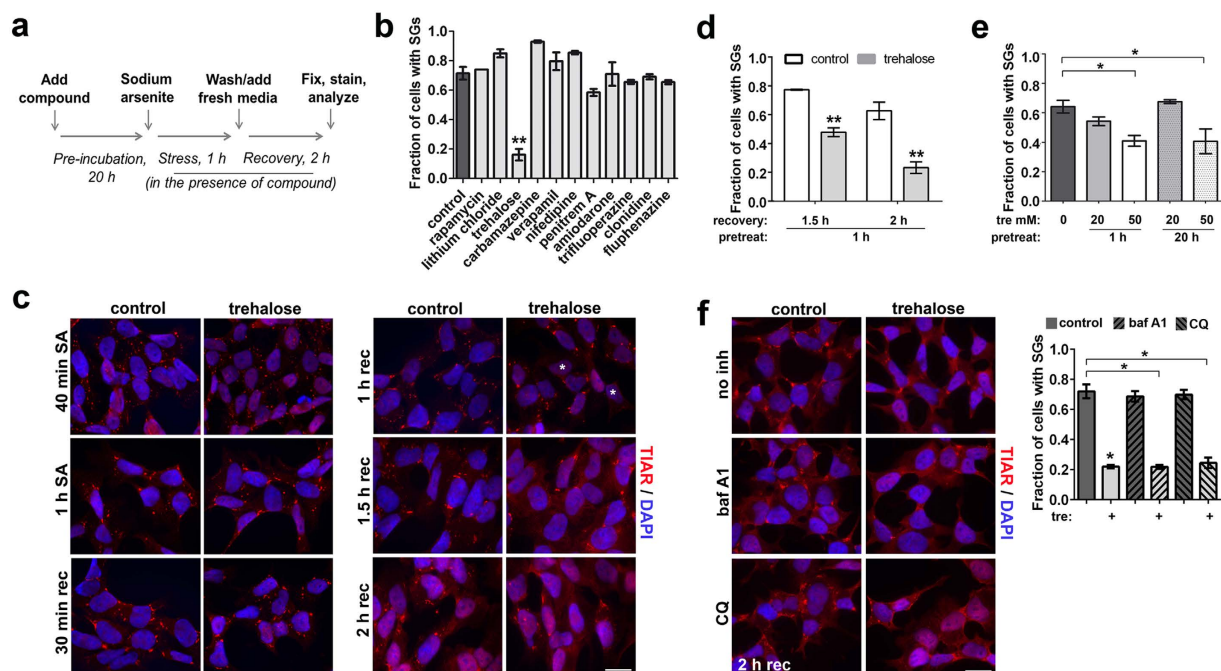 a
Add compound
Sodium arsenite
Wash/add fresh media
Fix, stain, analyze
Pre-incubation, 20 h
Stress, 1 h
Recovery, 2 h
(in the presence of compound)
b
Fraction of cells with SGs
1.0
0.8
0.6
0.4
0.2
0.0
**
control
rapamycin
lithium chloride
trehalose
carbamazepine
verapamil
nifedipine
penitrem A
amiodarone
trifluoperazine
clonidine
fluphenazine
d
Fraction of cells with SGs
control
trehalose
1.0
0.8
0.6
0.4
0.2
0
**
**
recovery: 1.5 h 2 h
pretreat: 1 h
e
Fraction of cells with SGs
1.0
0.8
0.6
0.4
0.2
0
*
*
tre mM: 0 20 50 20 50
pretreat: 1 h 20 h
c
control
trehalose
control
trehalose
40 min SA
1 h SA
30 min rec
1 h rec
*
*
1.5 h rec
2 h rec
TIAR / DAPI
f
control
trehalose
no inh
baf A1
CQ
2 h rec
TIAR / DAPI
control
baf A1
CQ
Fraction of cells with SGs
1.0
0.8
0.6
0.4
0.2
0
*
*
*
tre: + + +